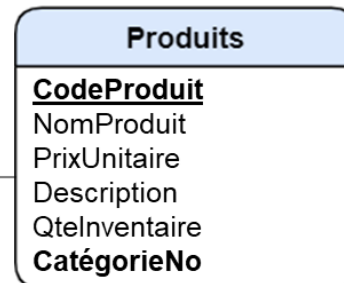 Produits
CodeProduit
NomProduit
PrixUnitaire
Description
QteInventaire
CatégorieNo